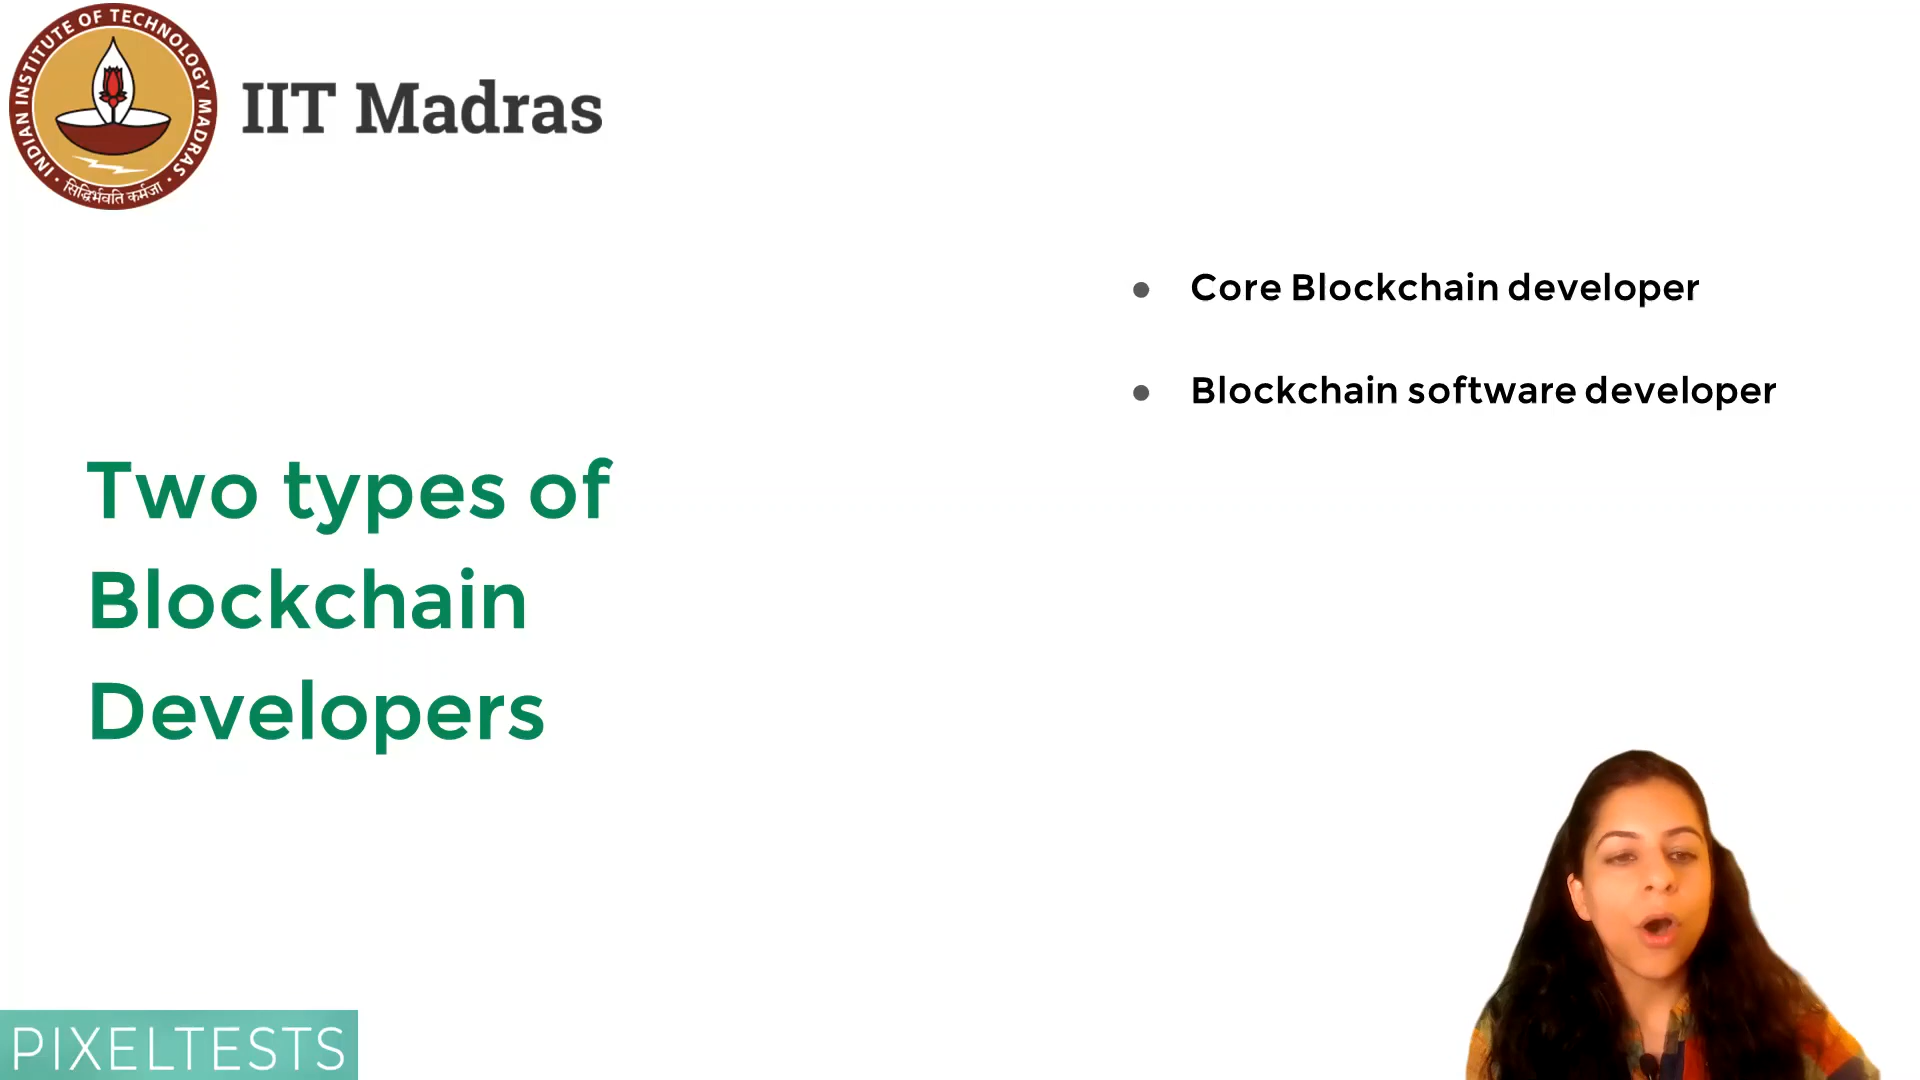 INDIAN INSTITUTE OF TECHNOLOGY MADRAS
सिद्धिर्भवति कर्मजा
IIT Madras
Core Blockchain developer
Blockchain software developer
Two types of
Blockchain
Developers
PIXELTESTS